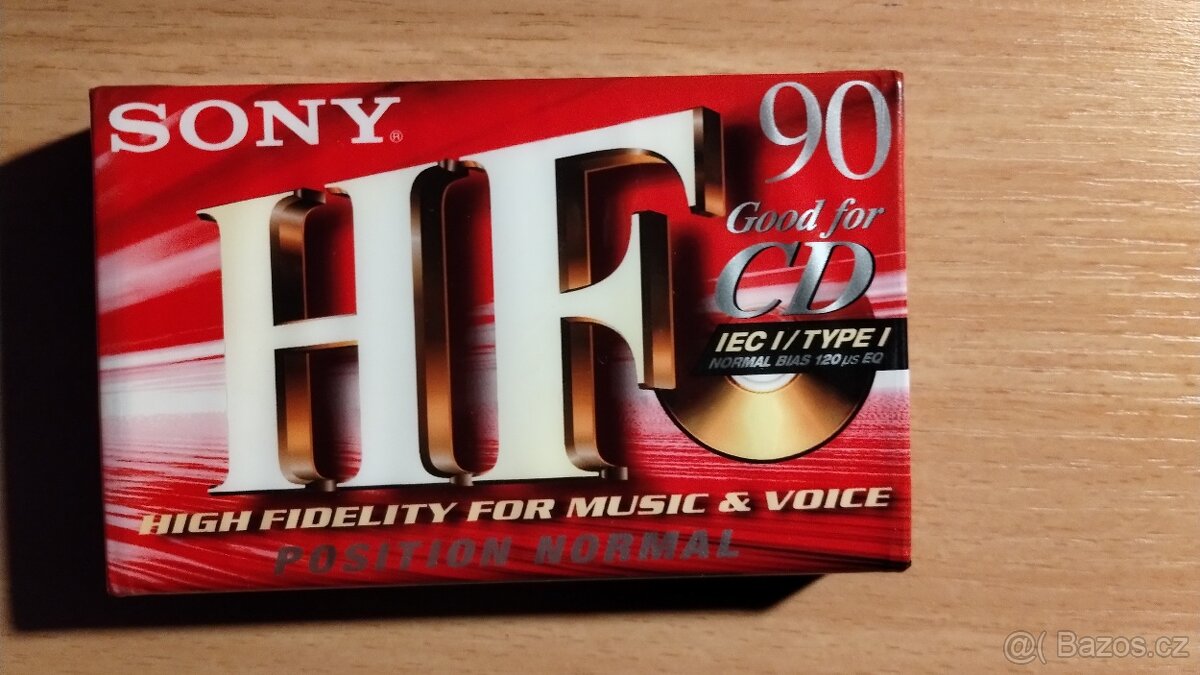 SONY®
90
HF
Good for
CD
IEC I/TYPE I
NORMAL BIAS 120 µs EQ
HIGH FIDELITY FOR MUSIC & VOICE
POSITION NORMAL
@( Bazos.cz